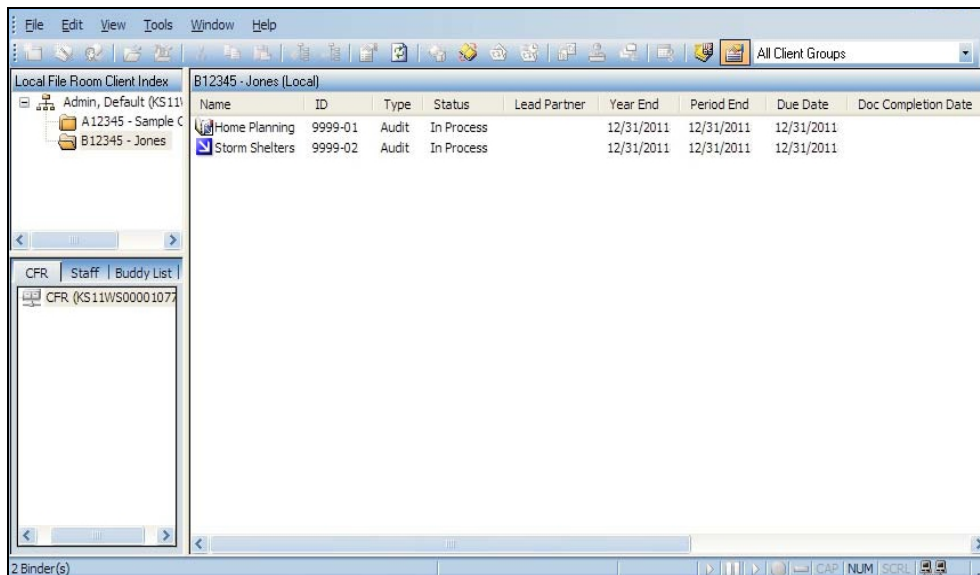 File Edit View Tools Window Help
All Client Groups
Local File Room Client Index
Admin, Default (KS11
A12345 - Sample C
B12345 - Jones
B12345 - Jones (Local)
Name ID Type Status Lead Partner Year End Period End Due Date Doc Completion Date
Home Planning 9999-01 Audit In Process 12/31/2011 12/31/2011 12/31/2011
Storm Shelters 9999-02 Audit In Process 12/31/2011 12/31/2011 12/31/2011
CFR Staff Buddy List
CFR (KS11WS00001077
2 Binder(s)
CAP NUM SCRL